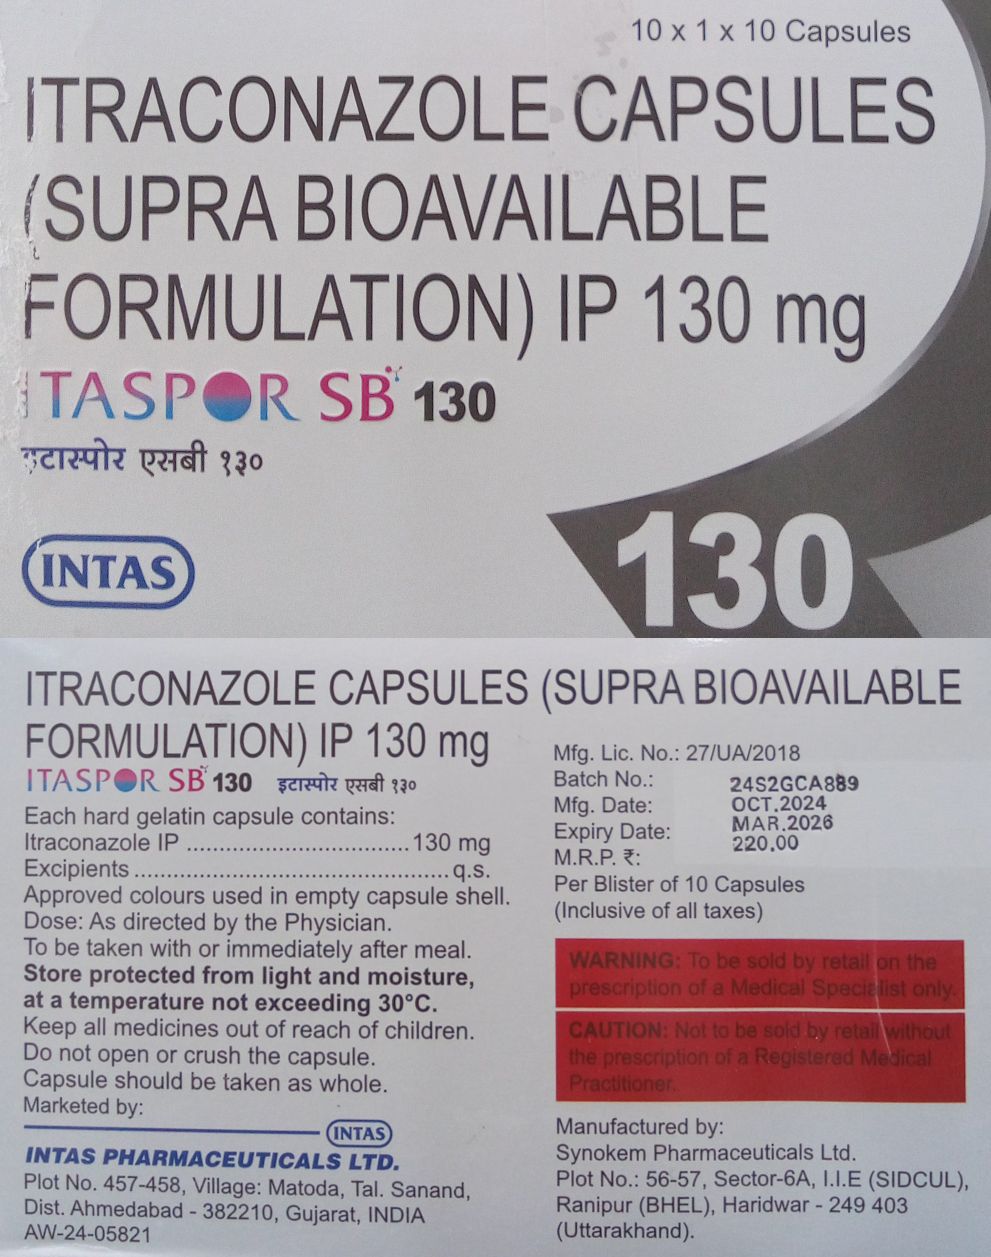 10 x 1 x 10 Capsules
ITRACONAZOLE CAPSULES
(SUPRA BIOAVAILABLE
FORMULATION) IP 130 mg
ITASPOR SB 130
इटास्पोर एसबी १३०
INTAS
130
ITRACONAZOLE CAPSULES (SUPRA BIOAVAILABLE
FORMULATION) IP 130 mg
ITASPOR SB 130 इटास्पोर एसबी १३०
Each hard gelatin capsule contains:
Itraconazole IP ..................................130 mg
Excipients ................................................q.s.
Approved colours used in empty capsule shell.
Dose: As directed by the Physician.
To be taken with or immediately after meal.
Store protected from light and moisture,
at a temperature not exceeding 30°C.
Keep all medicines out of reach of children.
Do not open or crush the capsule.
Capsule should be taken as whole.
Marketed by:
INTAS
INTAS PHARMACEUTICALS LTD.
Plot No. 457-458, Village: Matoda, Tal. Sanand,
Dist. Ahmedabad - 382210, Gujarat, INDIA
AW-24-05821
Mfg. Lic. No.: 27/UA/2018
Batch No.: 24S2GCA889
Mfg. Date: OCT.2024
Expiry Date: MAR.2026
M.R.P. ₹: 220.00
Per Blister of 10 Capsules
(Inclusive of all taxes)
WARNING: To be sold by retail on the
prescription of a Medical Specialist only.
CAUTION: Not to be sold by retail without
the prescription of a Registered Medical
Practitioner.
Manufactured by:
Synokem Pharmaceuticals Ltd.
Plot No.: 56-57, Sector-6A, I.I.E (SIDCUL),
Ranipur (BHEL), Haridwar - 249 403
(Uttarakhand).